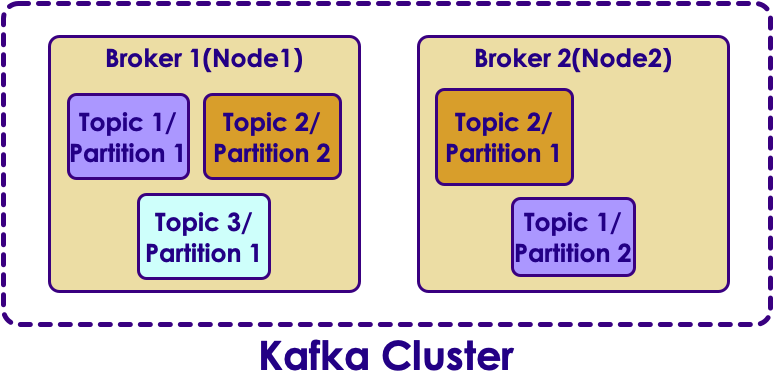 Broker 1(Node1)
Topic 1/
Partition 1
Topic 2/
Partition 2
Topic 3/
Partition 1
Broker 2(Node2)
Topic 2/
Partition 1
Topic 1/
Partition 2
Kafka Cluster